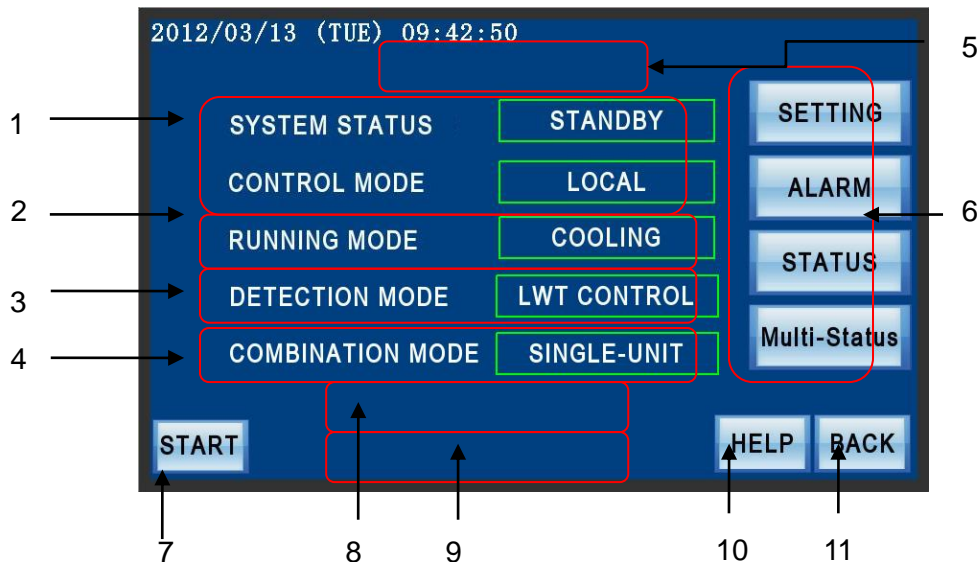 2012/03/13 (TUE) 09:42:50
5
1
SYSTEM STATUS STANDBY SETTING
CONTROL MODE LOCAL ALARM
2
6
RUNNING MODE COOLING STATUS
3
DETECTION MODE LWT CONTROL
4
COMBINATION MODE SINGLE-UNIT Multi-Status
START HELP BACK
7 8 9 10 11